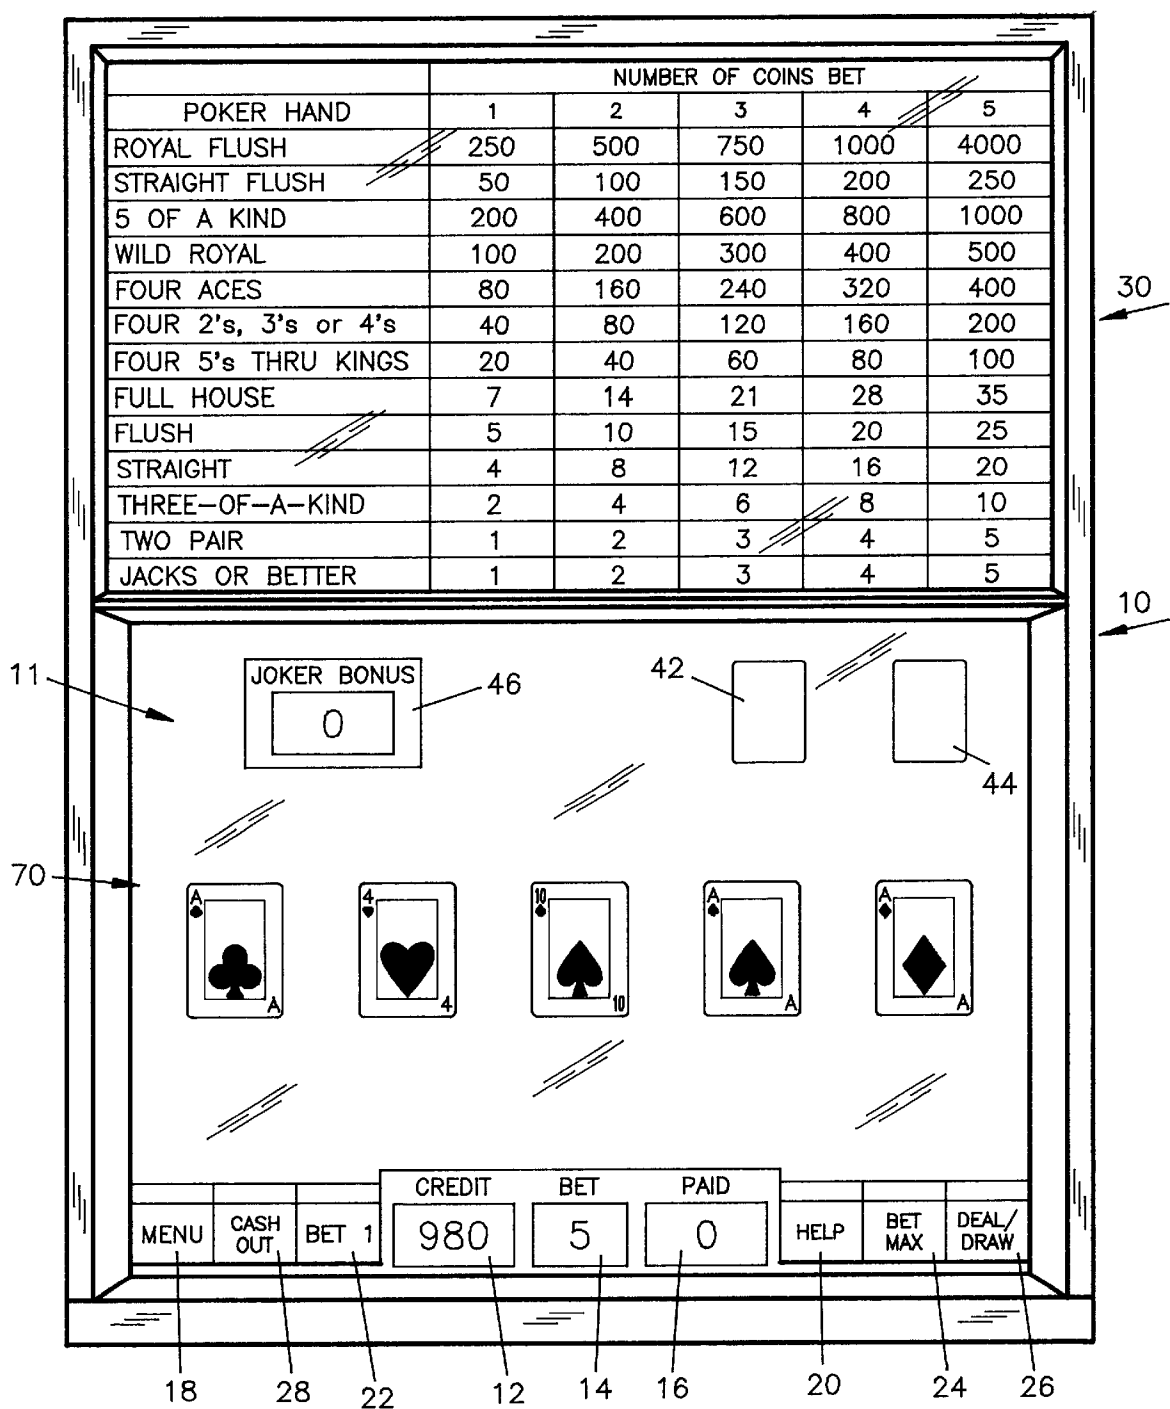 NUMBER OF COINS BET
POKER HAND 1 2 3 4 5
ROYAL FLUSH 250 500 750 1000 4000
STRAIGHT FLUSH 50 100 150 200 250
5 OF A KIND 200 400 600 800 1000
WILD ROYAL 100 200 300 400 500
FOUR ACES 80 160 240 320 400
30
FOUR 2's, 3's or 4's 40 80 120 160 200
FOUR 5's THRU KINGS 20 40 60 80 100
FULL HOUSE 7 14 21 28 35
FLUSH 5 10 15 20 25
STRAIGHT 4 8 12 16 20
THREE-OF-A-KIND 2 4 6 8 10
TWO PAIR 1 2 3 4 5
JACKS OR BETTER 1 2 3 4 5
10
11 JOKER BONUS 46 42
0
44
70
A 4 10 A A
A 4 10 A A
CREDIT BET PAID
MENU CASH OUT BET 1 980 5 0 HELP BET MAX DEAL/ DRAW
18 28 22 12 14 16 20 24 26